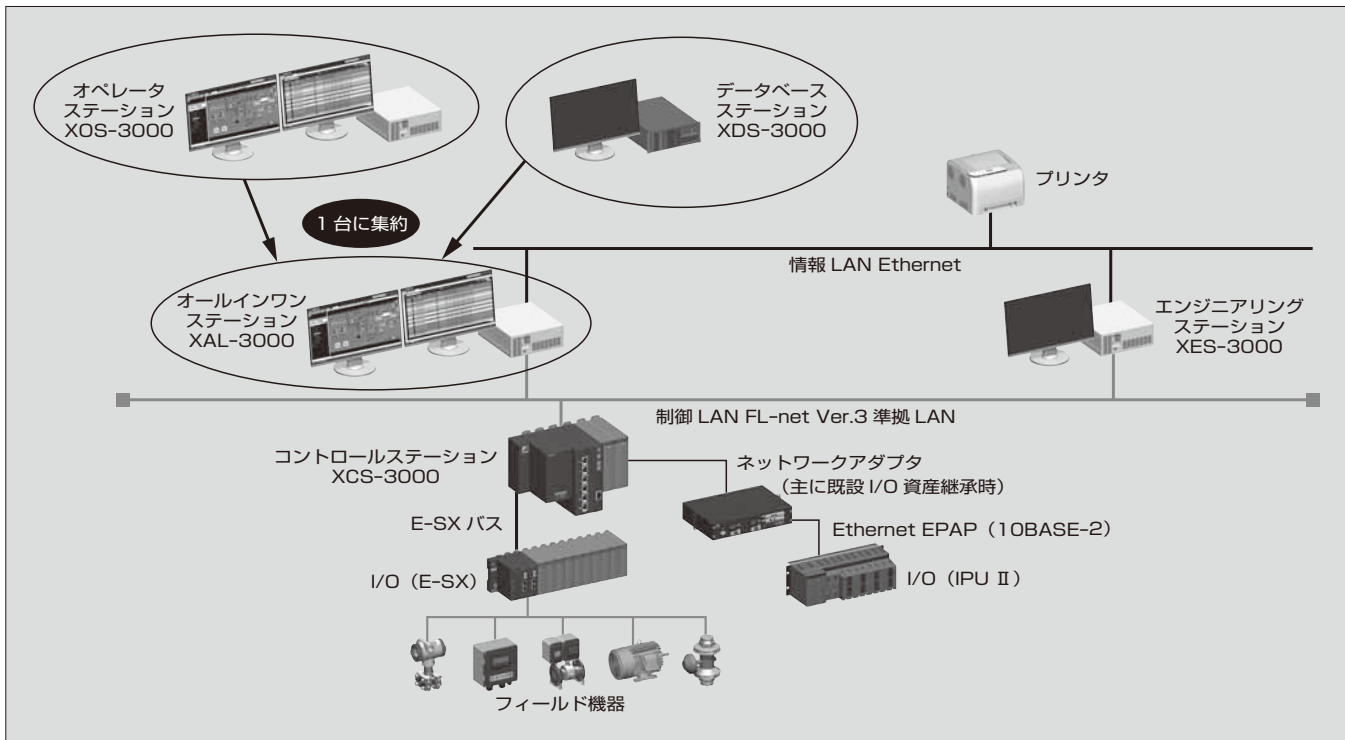 オペレータ
ステーション
XOS-3000
データベース
ステーション
XDS-3000
プリンタ
1 台に集約
情報 LAN Ethernet
オールインワン
ステーション
XAL-3000
エンジニアリング
ステーション
XES-3000
制御 LAN FL-net Ver.3 準拠 LAN
コントロールステーション
XCS-3000
ネットワークアダプタ
（主に既設 I/O 資産継承時）
E-SX バス
Ethernet EPAP（10BASE-2）
I/O（E-SX）
I/O（IPU Ⅱ）
フィールド機器